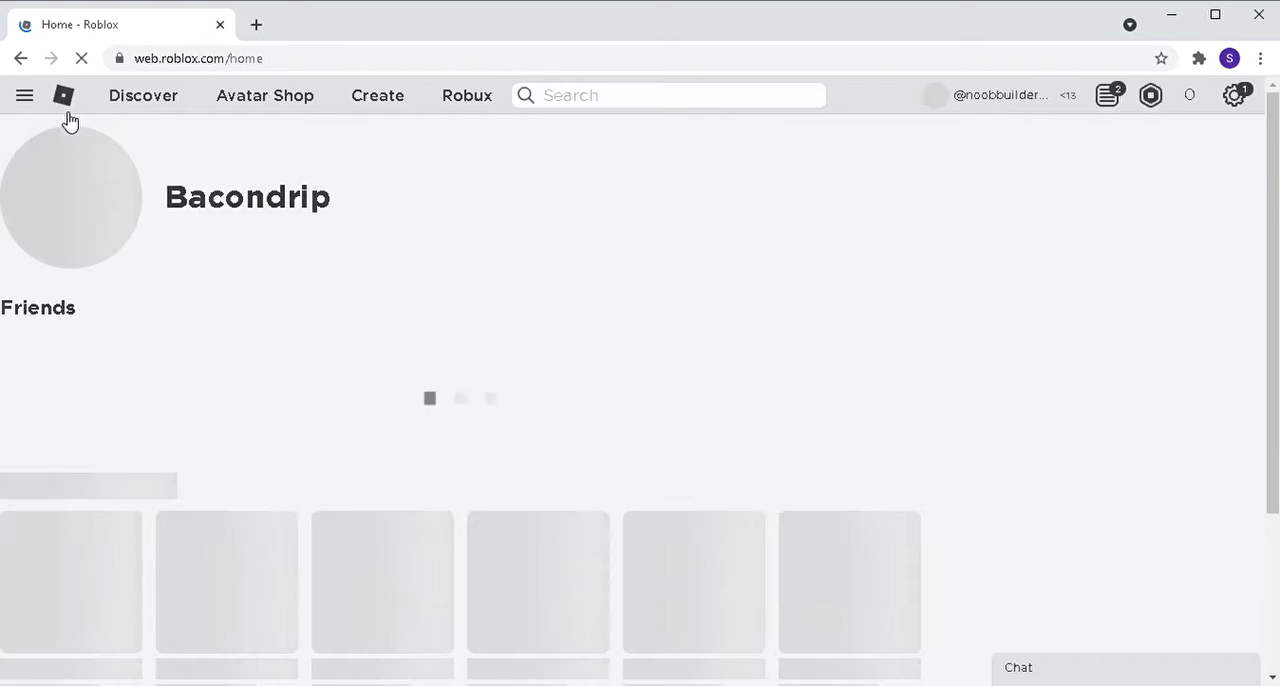 Home - Roblox
web.roblox.com/home
S
Discover
Avatar Shop
Create
Robux
Search
@noobbuilder...
<13
2
0
1
Bacondrip
Friends
Chat